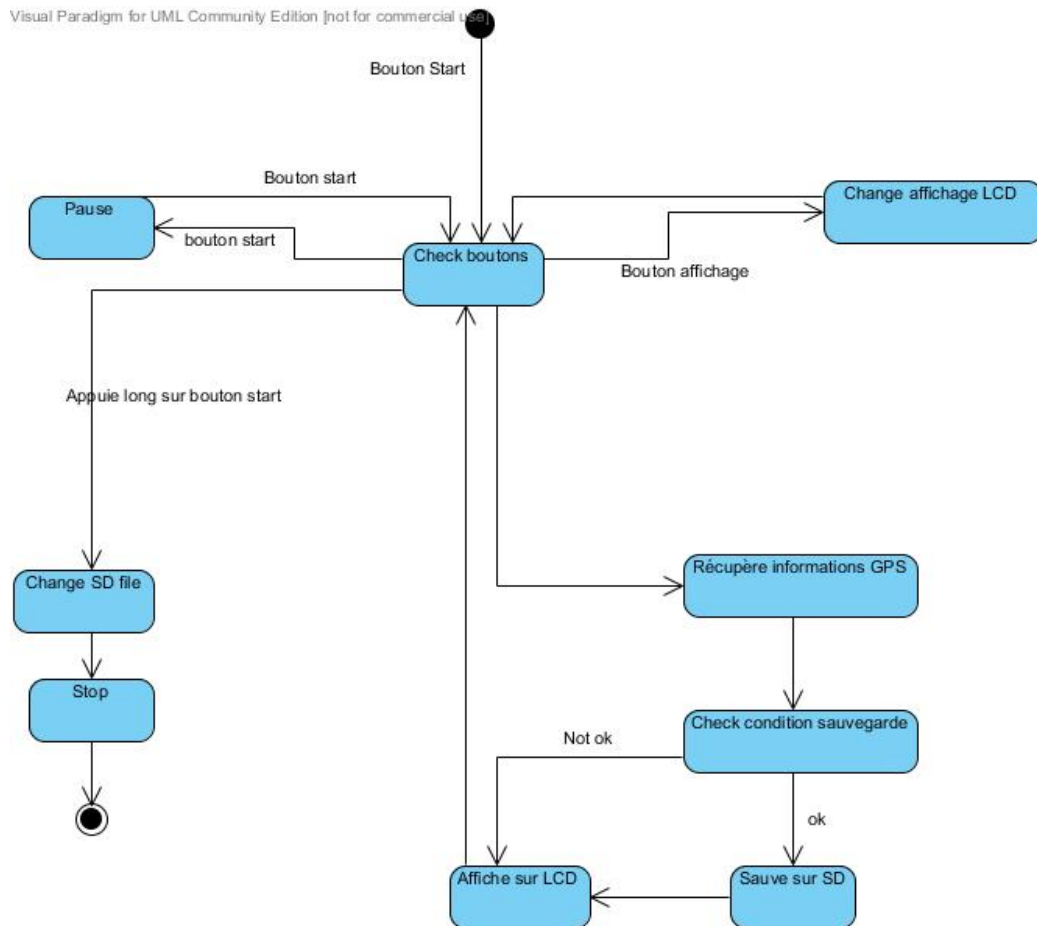 Visual Paradigm for UML Community Edition [not for commercial use]
Bouton Start
Bouton start
Pause
Change affichage LCD
bouton start
Check boutons
Bouton affichage
Appuie long sur bouton start
Récupère informations GPS
Change SD file
Stop
Check condition sauvegarde
Not ok
ok
Affiche sur LCD
Sauve sur SD